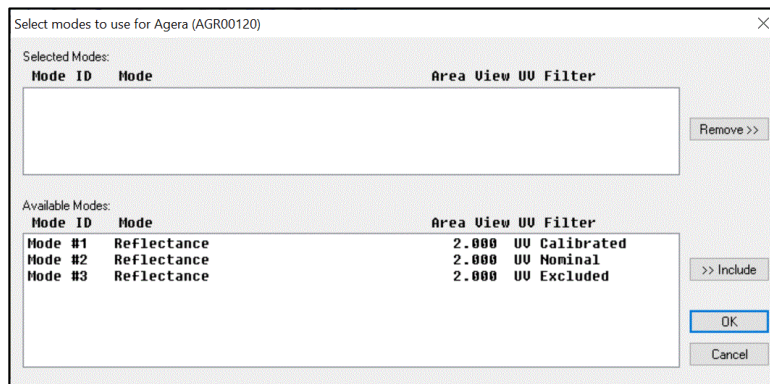 Select modes to use for Agera (AGR00120)
Selected Modes:
Mode ID Mode Area View UV Filter
Remove >>
Available Modes:
Mode ID Mode Area View UV Filter
Mode #1 Reflectance 2.000 UV Calibrated
Mode #2 Reflectance 2.000 UV Nominal
Mode #3 Reflectance 2.000 UV Excluded
>> Include
OK
Cancel